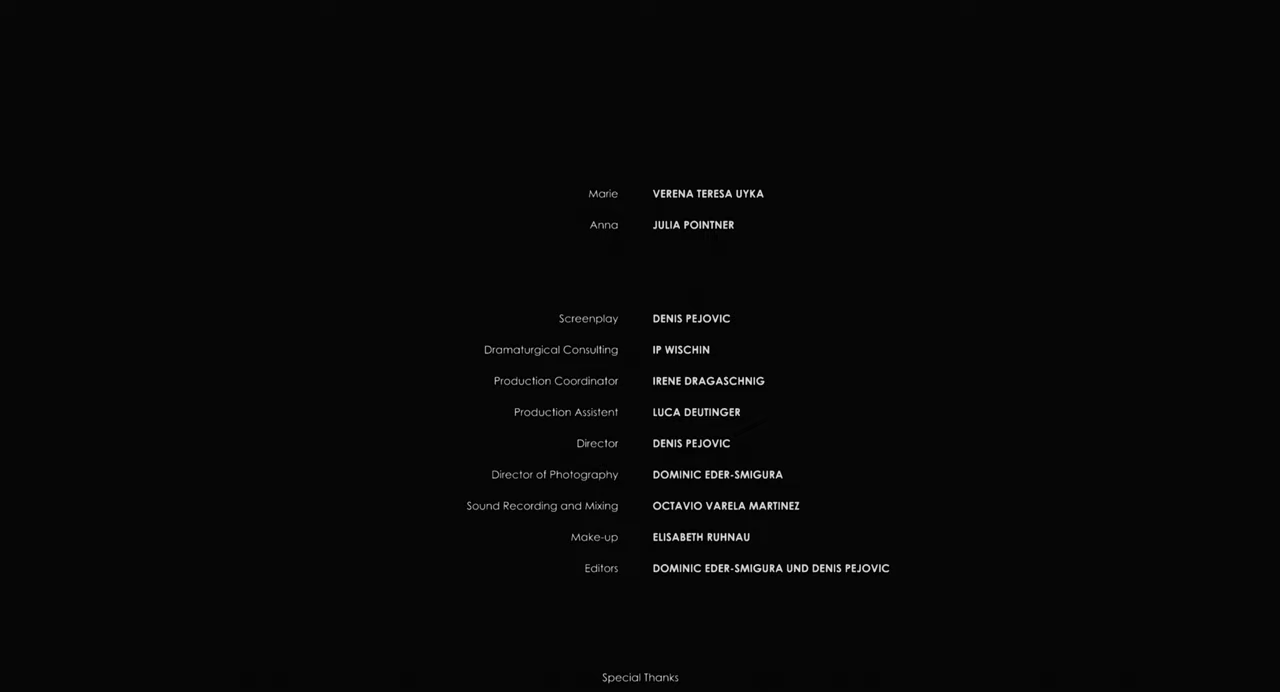 Marie VERENA TERESA UYKA
Anna JULIA POINTNER
Screenplay DENIS PEJOVIC
Dramaturgical Consulting IP WISCHIN
Production Coordinator IRENE DRAGASCHNIG
Production Assistent LUCA DEUTINGER
Director DENIS PEJOVIC
Director of Photography DOMINIC EDER-SMIGURA
Sound Recording and Mixing OCTAVIO VARELA MARTINEZ
Make-up ELISABETH RUHNAU
Editors DOMINIC EDER-SMIGURA UND DENIS PEJOVIC
Special Thanks